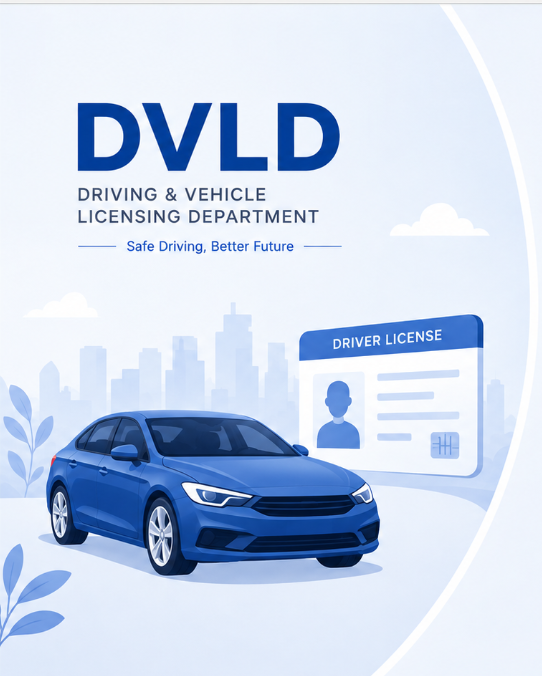 DVLD
DRIVING & VEHICLE
LICENSING DEPARTMENT
Safe Driving, Better Future
DRIVER LICENSE